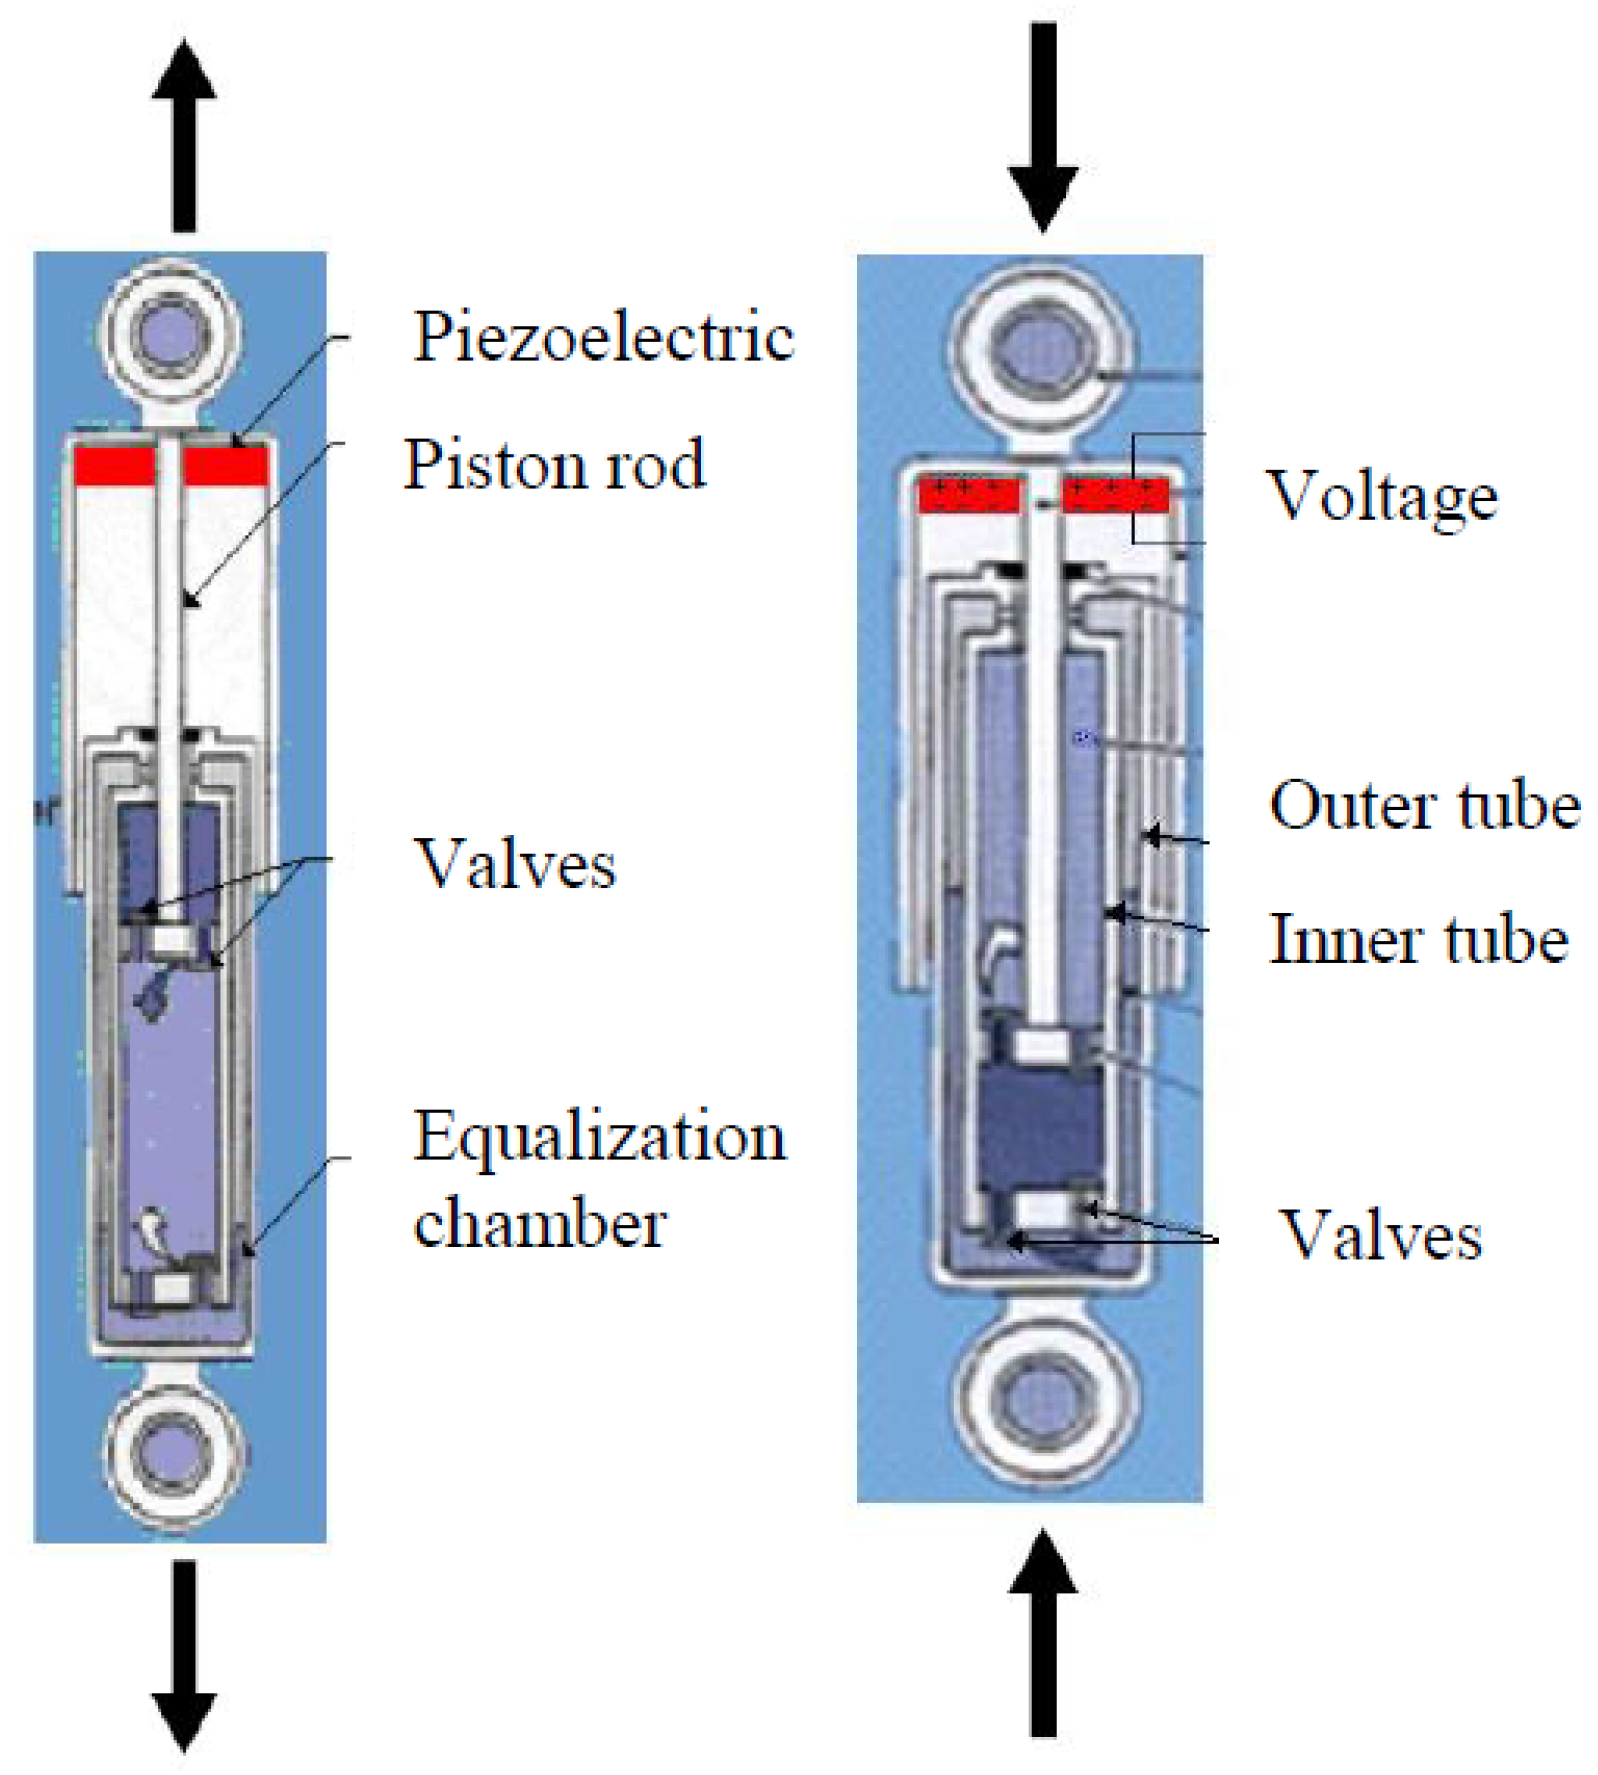 Piezoelectric
Piston rod
Valves
Equalization
chamber
Voltage
Outer tube
Inner tube
Valves